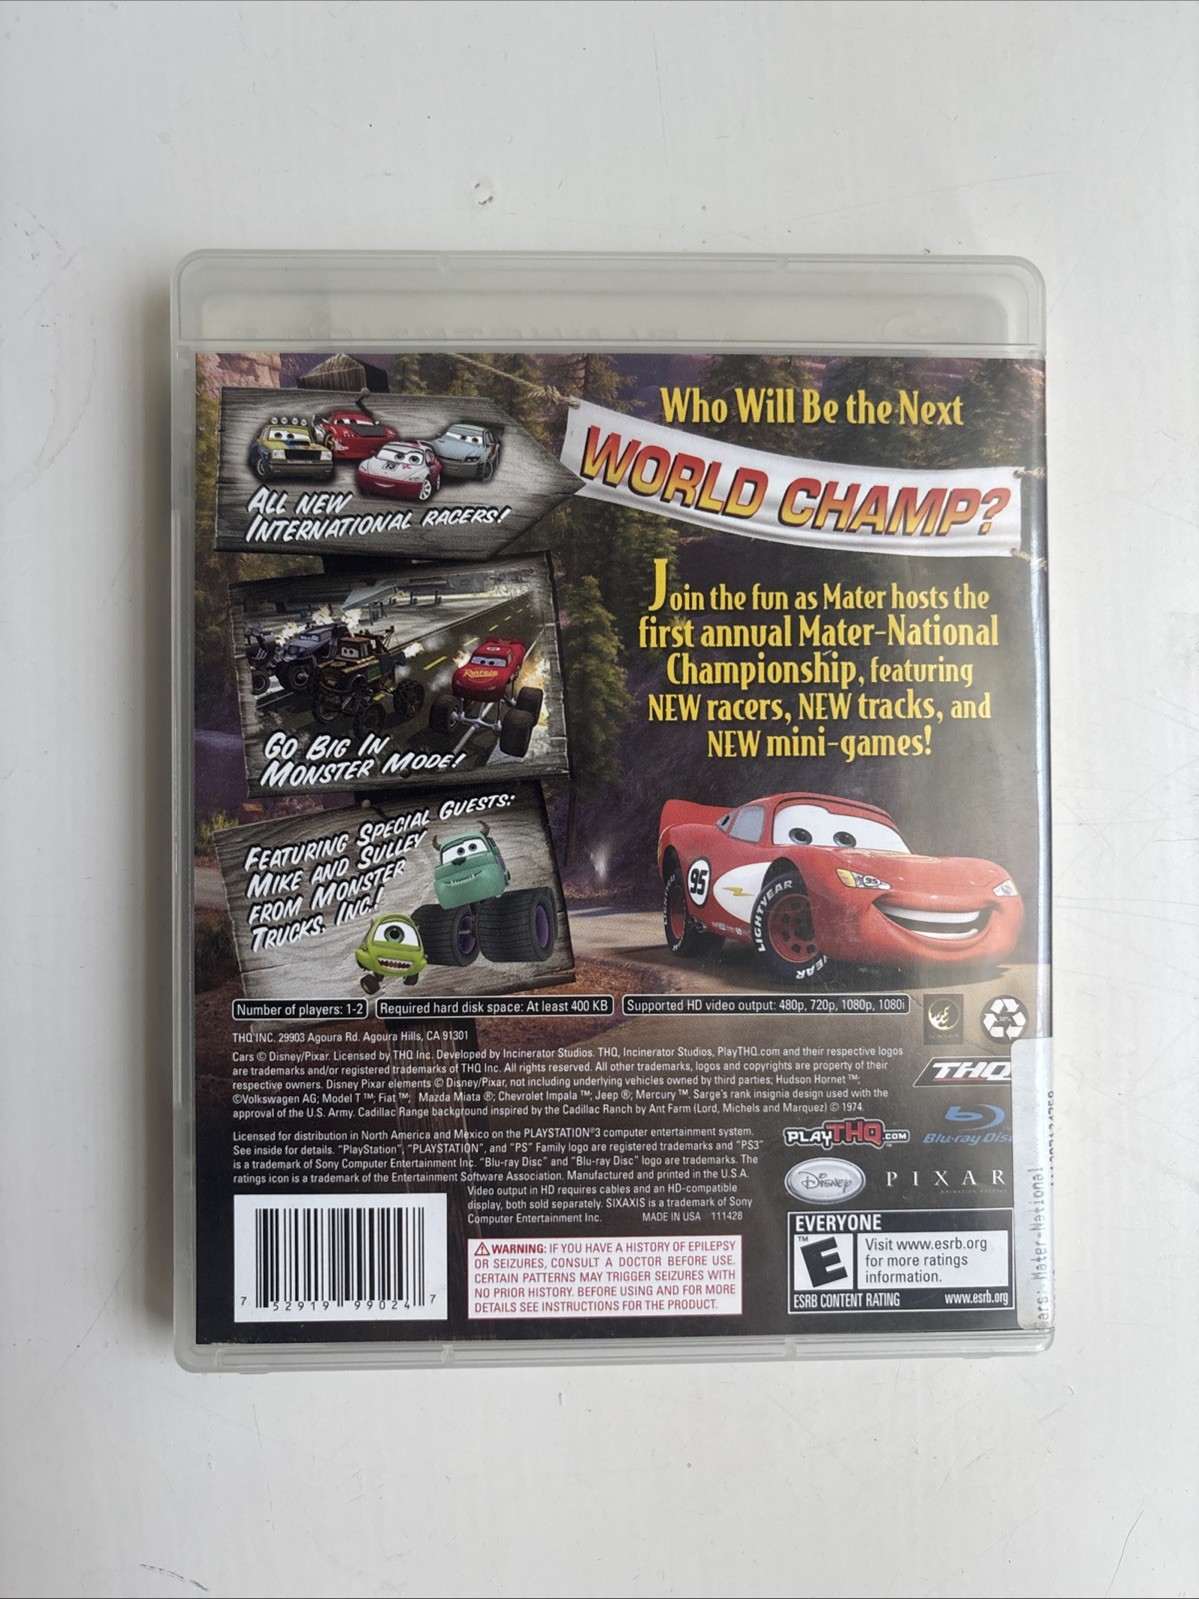 Who Will Be the Next
WORLD CHAMP?
ALL NEW
INTERNATIONAL RACERS!
Join the fun as Mater hosts the
first annual Mater-National
Championship, featuring
NEW racers, NEW tracks, and
NEW mini-games!
GO BIG IN
MONSTER MODE!
FEATURING SPECIAL GUESTS:
MIKE AND SULLEY
FROM MONSTER
TRUCKS, INC.!
95
LIGHTYEAR
Number of players: 1-2
Required hard disk space: At least 400 KB
Supported HD video output: 480p, 720p, 1080p, 1080i
THQ INC. 29903 Agoura Rd. Agoura Hills, CA 91301
Cars © Disney/Pixar. Licensed by THQ Inc. Developed by Incinerator Studios. THQ, Incinerator Studios, PlayTHQ.com and their respective logos
are trademarks and/or registered trademarks of THQ Inc. All rights reserved. All other trademarks, logos and copyrights are property of their
respective owners. Disney Pixar elements © Disney/Pixar, not including underlying vehicles owned by third parties; Hudson Hornet ™;
©Volkswagen AG; Model T ™; Fiat™; Mazda Miata ®; Chevrolet Impala ™; Jeep ®; Mercury ™. Sarge's rank insignia design used with the
approval of the U.S. Army. Cadillac Range background inspired by the Cadillac Ranch by Ant Farm (Lord, Michels and Marquez) © 1974.
Licensed for distribution in North America and Mexico on the PLAYSTATION®3 computer entertainment system.
See inside for details. "PlayStation", "PLAYSTATION", and "PS" Family logo are registered trademarks and "PS3"
is a trademark of Sony Computer Entertainment Inc. "Blu-ray Disc" and "Blu-ray Disc" logo are trademarks. The
ratings icon is a trademark of the Entertainment Software Association. Manufactured and printed in the U.S.A.
Video output in HD requires cables and an HD-compatible
display, both sold separately. SIXAXIS is a trademark of Sony
Computer Entertainment Inc. MADE IN USA 111428
THQ
PLAYTHQ.COM
Blu-ray Disc
Disney
PIXAR
7 52919 99024 7
WARNING: IF YOU HAVE A HISTORY OF EPILEPSY
OR SEIZURES, CONSULT A DOCTOR BEFORE USE.
CERTAIN PATTERNS MAY TRIGGER SEIZURES WITH
NO PRIOR HISTORY. BEFORE USING AND FOR MORE
DETAILS SEE INSTRUCTIONS FOR THE PRODUCT.
EVERYONE
E
Visit www.esrb.org
for more ratings
information.
ESRB CONTENT RATING www.esrb.org
Mater-National